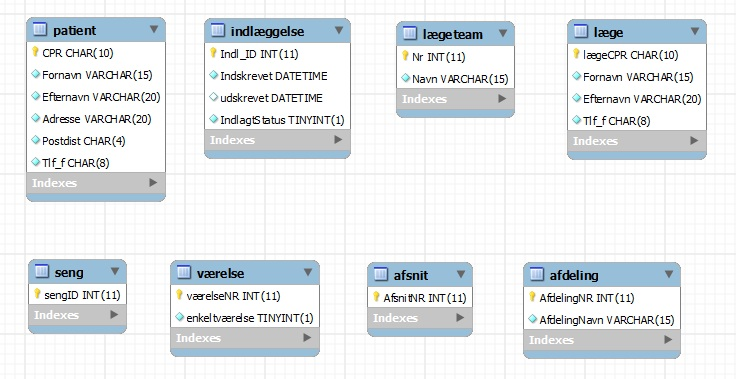 patient
CPR CHAR(10)
Fornavn VARCHAR(15)
Efternavn VARCHAR(20)
Adresse VARCHAR(20)
Postdist CHAR(4)
Tlf_f CHAR(8)
Indexes
indlæggelse
Indl_ID INT(11)
Indskrevet DATETIME
udskrevet DATETIME
IndlagtStatus TINYINT(1)
Indexes
lægeteam
Nr INT(11)
Navn VARCHAR(15)
Indexes
læge
lægeCPR CHAR(10)
Fornavn VARCHAR(15)
Efternavn VARCHAR(20)
Tlf_f CHAR(8)
Indexes
seng
sengID INT(11)
Indexes
værelse
værelseNR INT(11)
enkeltværelse TINYINT(1)
Indexes
afsnit
AfsnitNR INT(11)
Indexes
afdeling
AfdelingNR INT(11)
AfdelingNavn VARCHAR(15)
Indexes